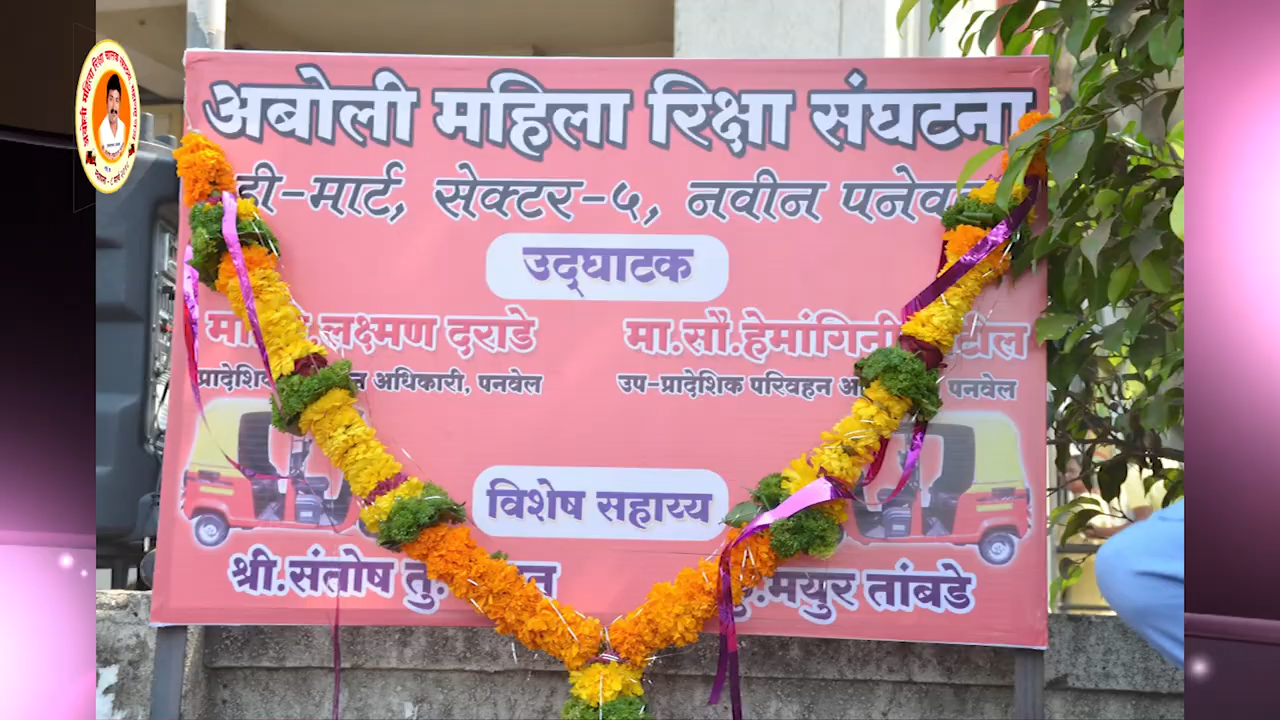 अबोली महिला रिक्षा संघटना
डी-मार्ट, सेक्टर-५, नवीन
उद्घाटक
लक्ष्मण दराडे
मा.सौ.हेमांगिनी
अधिकारी, पनवेल
उप-प्रादेशिक परिवहन पनवेल
विशेष सहाय्य
श्री.संतोष तु.
मयुर तांबडे